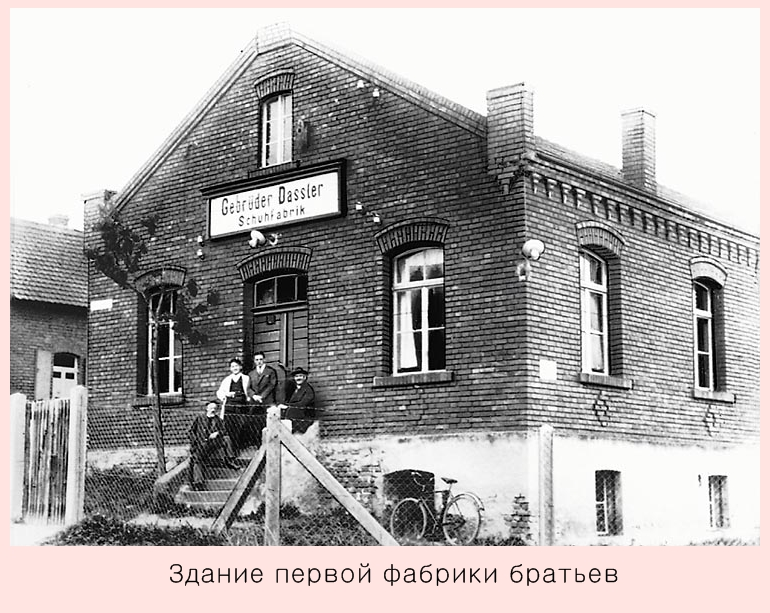 Gebrüder Dassler
Schuhfabrik
Здание первой фабрики братьев